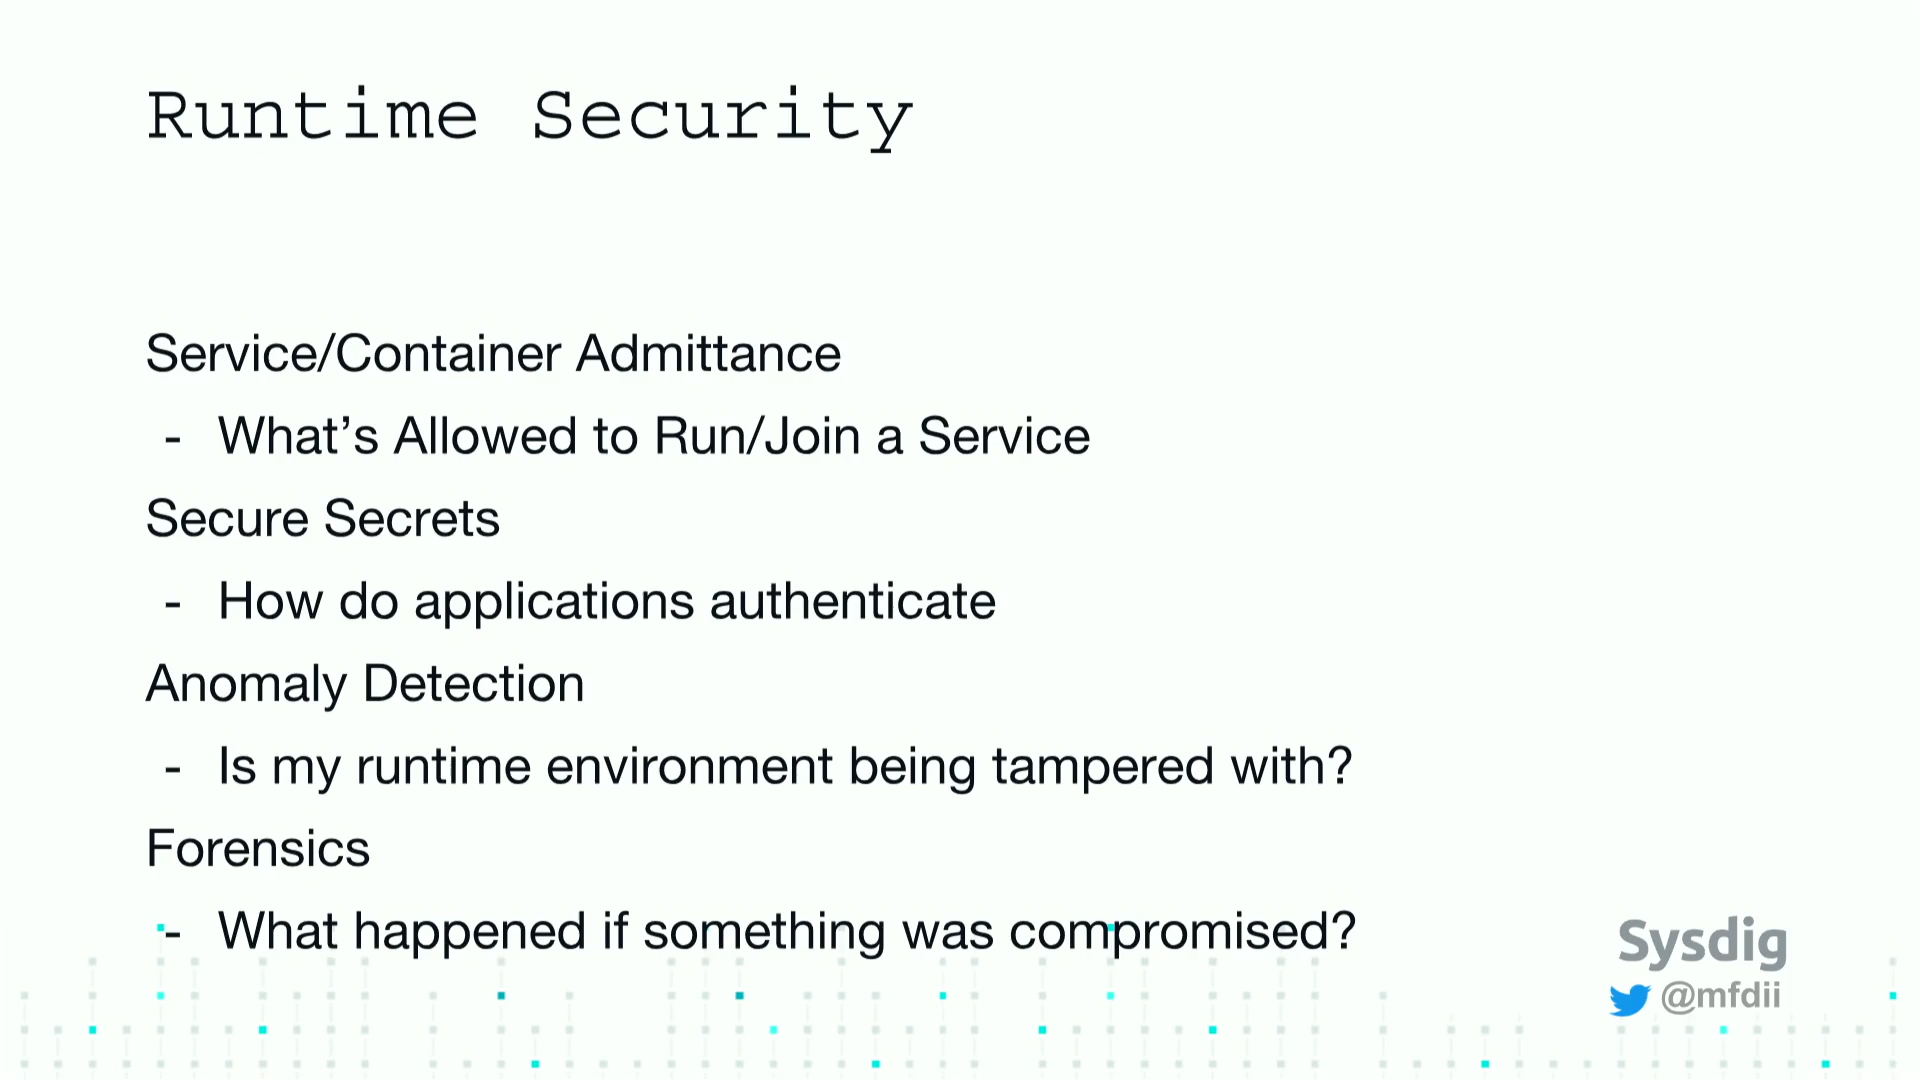 Runtime Security
Service/Container Admittance
- What’s Allowed to Run/Join a Service
Secure Secrets
- How do applications authenticate
Anomaly Detection
- Is my runtime environment being tampered with?
Forensics
- What happened if something was compromised?
Sysdig
@mfdii